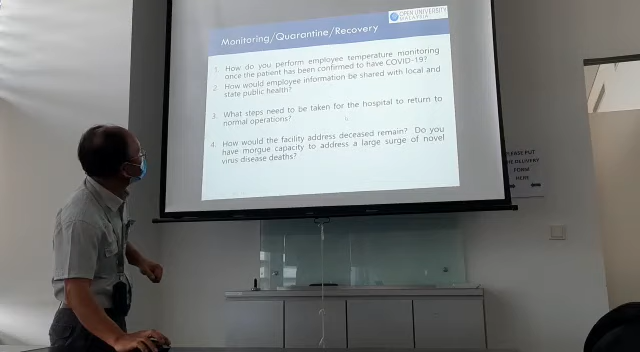 OPEN UNIVERSITY
MALAYSIA
Monitoring/Quarantine/Recovery
1. How do you perform employee temperature monitoring
once the patient has been confirmed to have COVID-19?
2. How would employee information be shared with local and
state public health?
3. What steps need to be taken for the hospital to return to
normal operations?
4. How would the facility address deceased remain? Do you
have morgue capacity to address a large surge of novel
virus disease deaths?
PLEASE PUT
THE DELIVERY
FORM
HERE